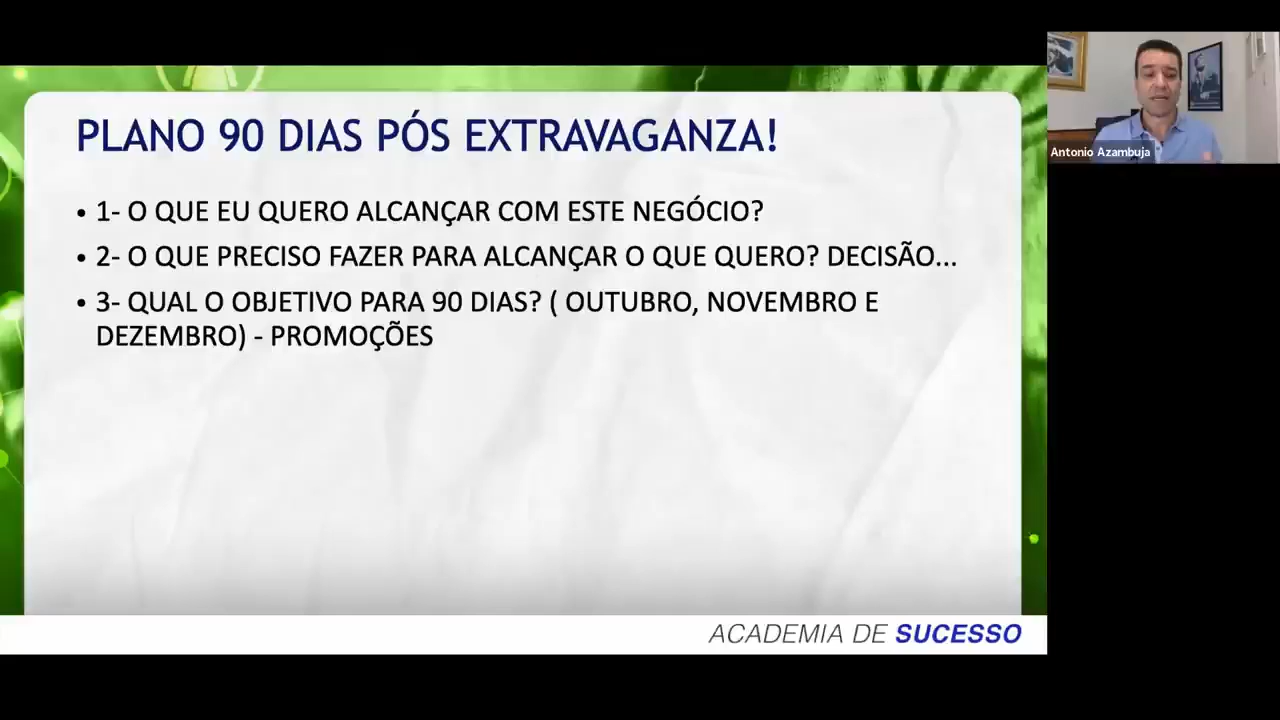 PLANO 90 DIAS PÓS EXTRAVAGANZA!
• 1- O QUE EU QUERO ALCANÇAR COM ESTE NEGÓCIO?
• 2- O QUE PRECISO FAZER PARA ALCANÇAR O QUE QUERO? DECISÃO...
• 3- QUAL O OBJETIVO PARA 90 DIAS? ( OUTUBRO, NOVEMBRO E
DEZEMBRO) - PROMOÇÕES
ACADEMIA DE SUCESSO
Antonio Azambuja